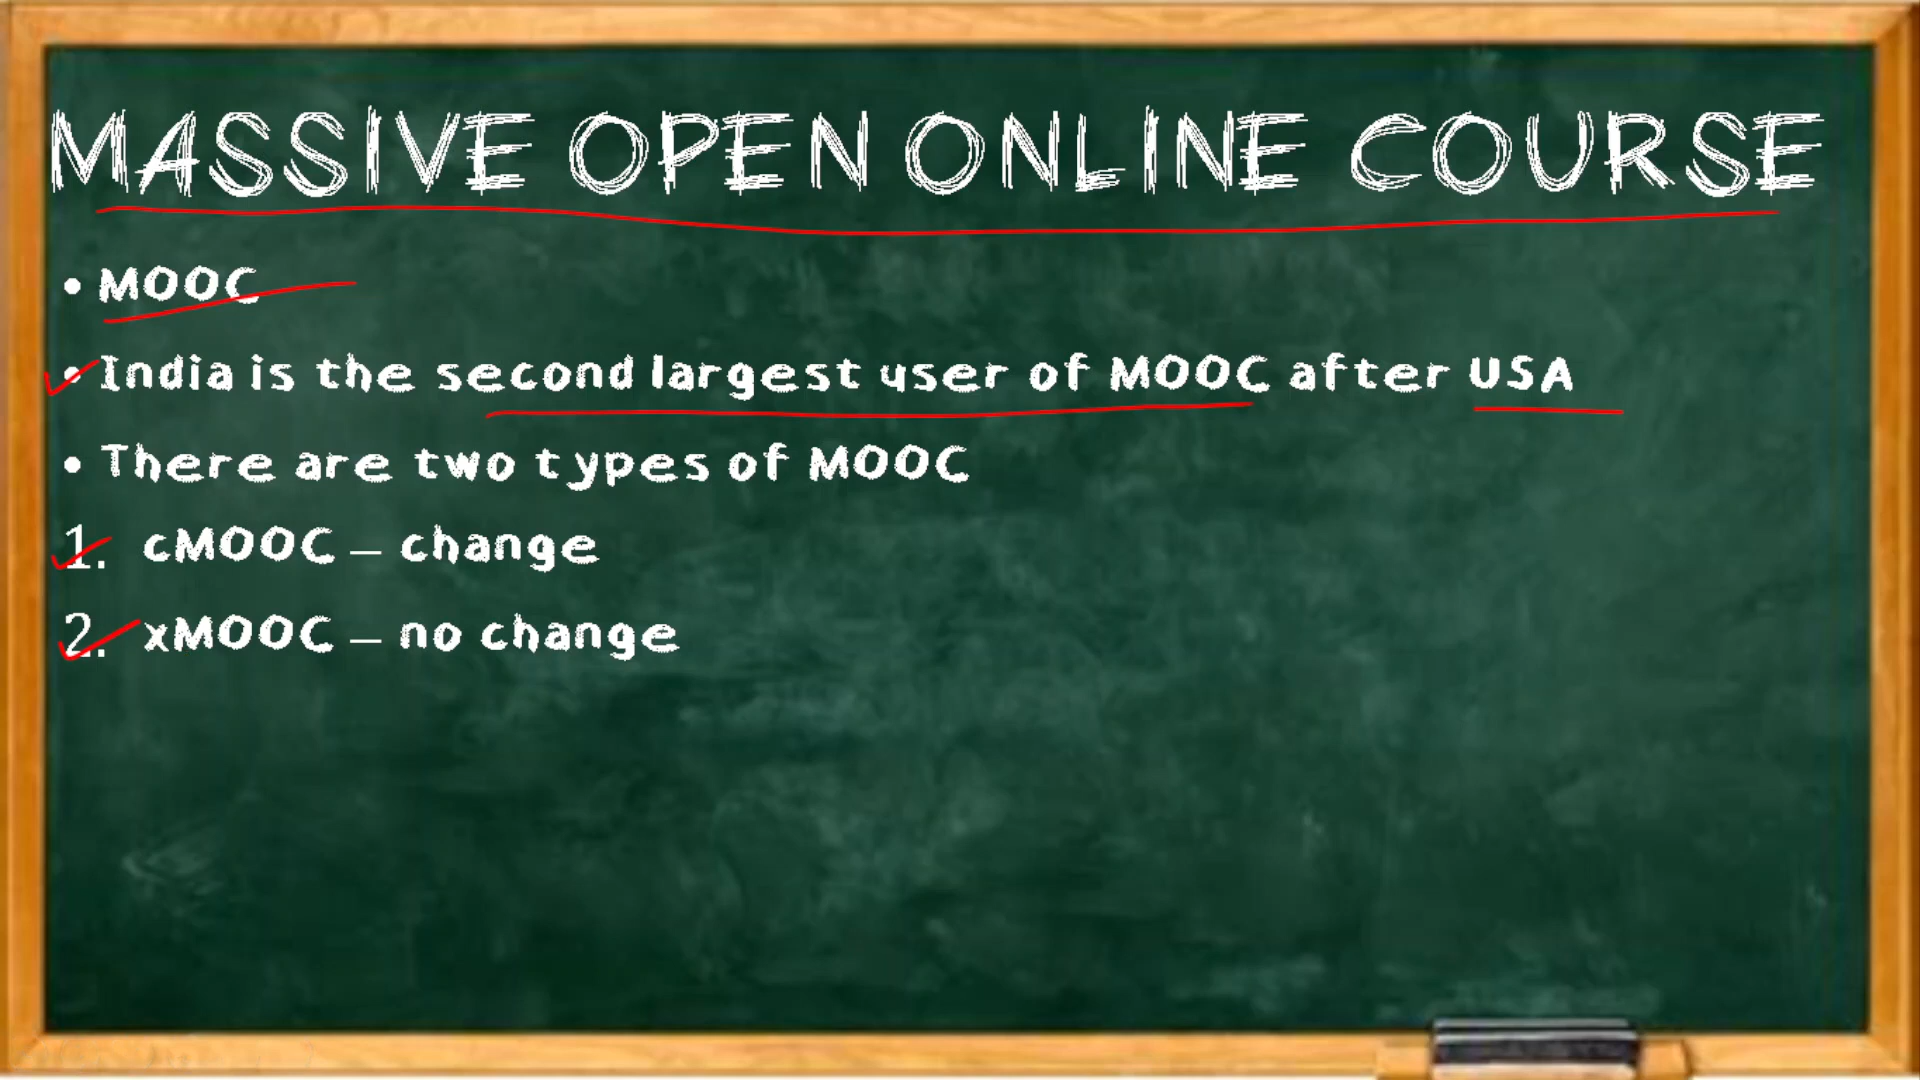 MASSIVE OPEN ONLINE COURSE
• MOOC
• India is the second largest user of MOOC after USA
• There are two types of MOOC
1. cMOOC – change
2. xMOOC – no change